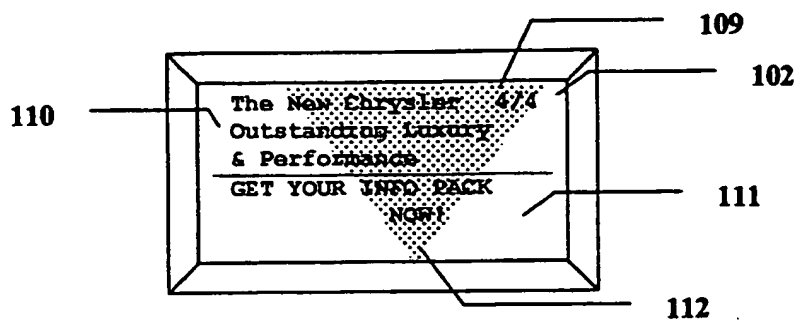 109
102
110
The New Chrysler 4/4
Outstanding Luxury
& Performance
GET YOUR INFO PACK
NOW!
111
112